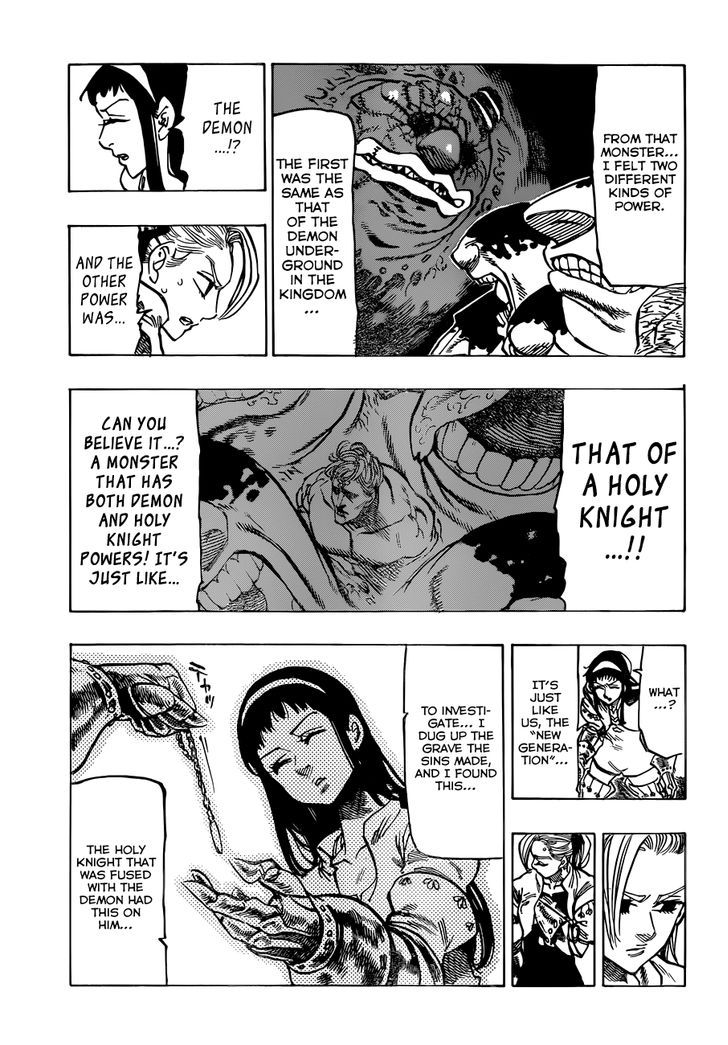 FROM THAT
MONSTER...
I FELT TWO
DIFFERENT
KINDS OF
POWER.
THE FIRST
WAS THE
SAME AS
THAT
OF THE
DEMON
UNDER-
GROUND
IN THE
KINGDOM
...
THE
DEMON
...!?
AND THE
OTHER
POWER
WAS...
THAT OF
A HOLY
KNIGHT
...!!
CAN YOU
BELIEVE IT...?
A MONSTER
THAT HAS
BOTH DEMON
AND HOLY
KNIGHT
POWERS! IT'S
JUST LIKE...
WHAT
...?
IT'S
JUST
LIKE
US, THE
"NEW
GENERA-
TION"...
TO INVESTI-
GATE... I
DUG UP THE
GRAVE THE
SINS MADE,
AND I FOUND
THIS...
THE HOLY
KNIGHT THAT
WAS FUSED
WITH THE
DEMON HAD
THIS ON
HIM...